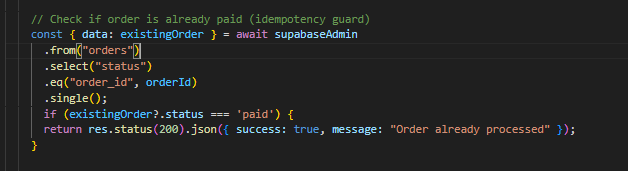 // Check if order is already paid (idempotency guard)
const { data: existingOrder } = await supabaseAdmin
.from("orders")
.select("status")
.eq("order_id", orderId)
.single();
if (existingOrder?.status === 'paid') {
return res.status(200).json({ success: true, message: "Order already processed" });
}